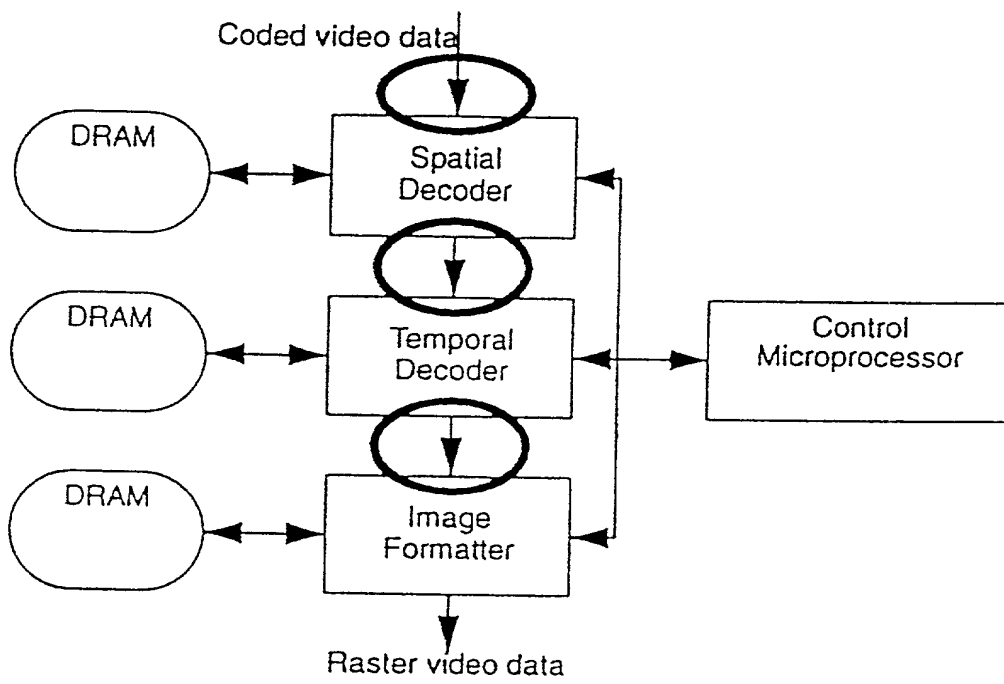 Coded video data
DRAM
Spatial
Decoder
DRAM
Temporal
Decoder
Control
Microprocessor
DRAM
Image
Formatter
Raster video data